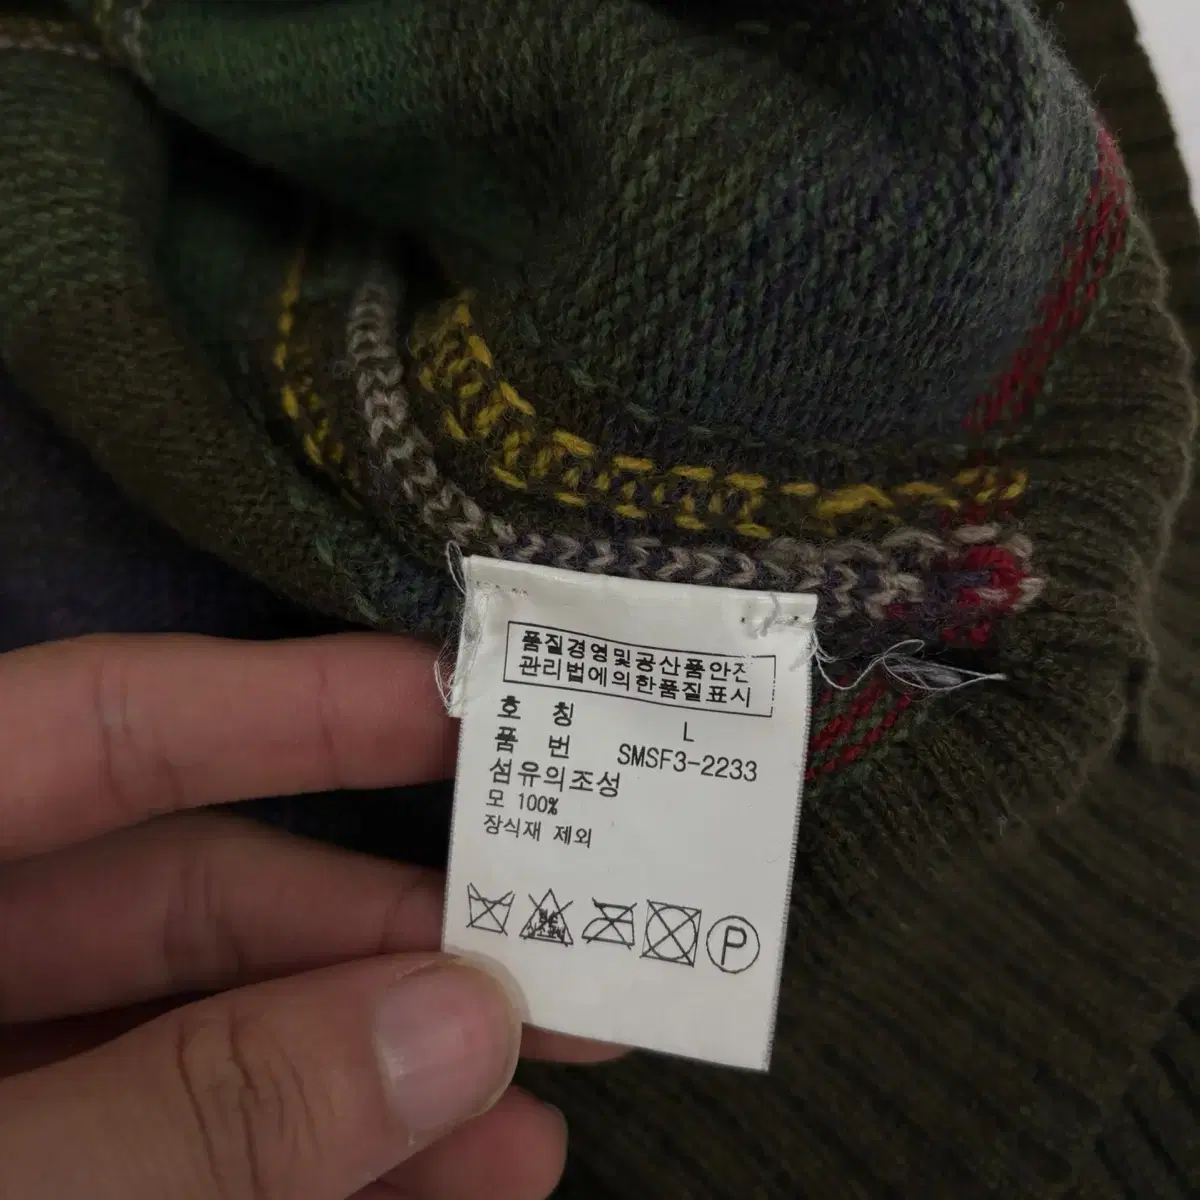 품질경영및공산품안전
관리법에의한품질표시
호 칭 L
품 번 SMSF3-2233
섬유의조성
모 100%
장식재 제외
P